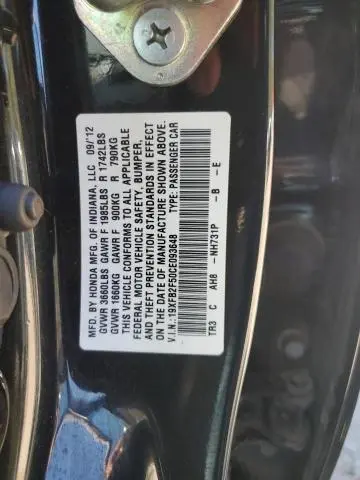 MFD. BY HONDA MFG. OF INDIANA, LLC 09/12
GVWR 3660LBS GAWR F 1985LBS R 1742LBS
GVWR 1660KG GAWR F 900KG R 790KG
THIS VEHICLE CONFORMS TO ALL APPLICABLE
FEDERAL MOTOR VEHICLE SAFETY, BUMPER,
AND THEFT PREVENTION STANDARDS IN EFFECT
ON THE DATE OF MANUFACTURE SHOWN ABOVE.
V.I.N.: 19XFB2F50CE093648 TYPE: PASSENGER CAR
TR3 C AH8 -NH731P -B -E